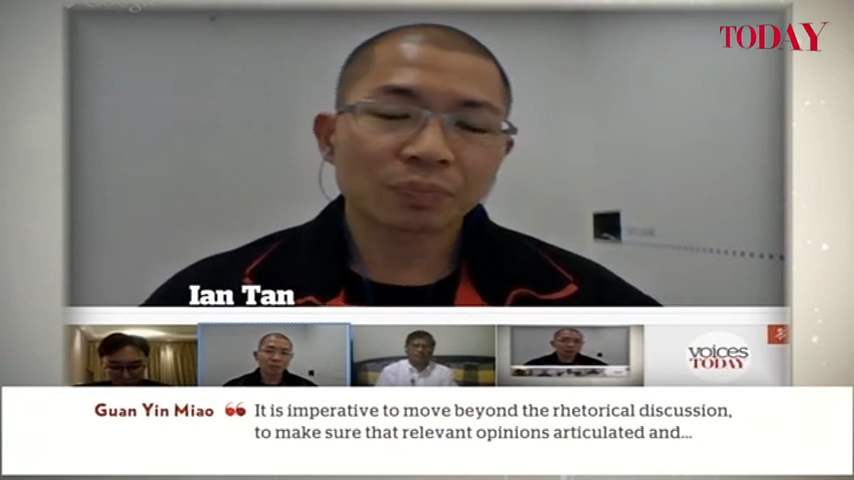 Google
TODAY
Ian Tan
voices
TODAY
Guan Yin Miao It is imperative to move beyond the rhetorical discussion,
to make sure that relevant opinions articulated and...